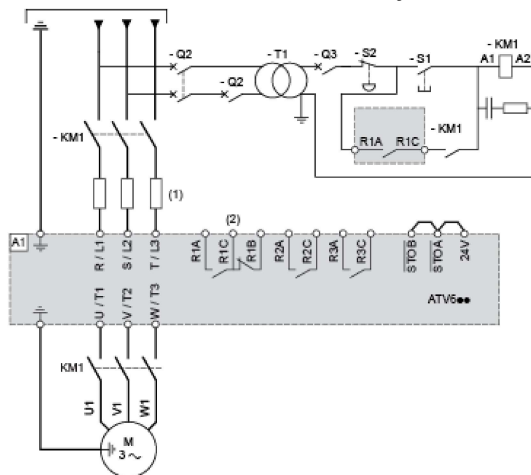 - Q2
- T1
- Q3
- S2
- S1
- KM1
A1
A2
- Q2
- KM1
R1A
R1C
- KM1
(1)
(2)
A1
R / L1
S / L2
T / L3
R1A
R1C
R1B
R2A
R2C
R3A
R3C
STOB
STOA
24V
U / T1
V / T2
W / T3
ATV6●●
KM1
U1
V1
W1
M
3 ~